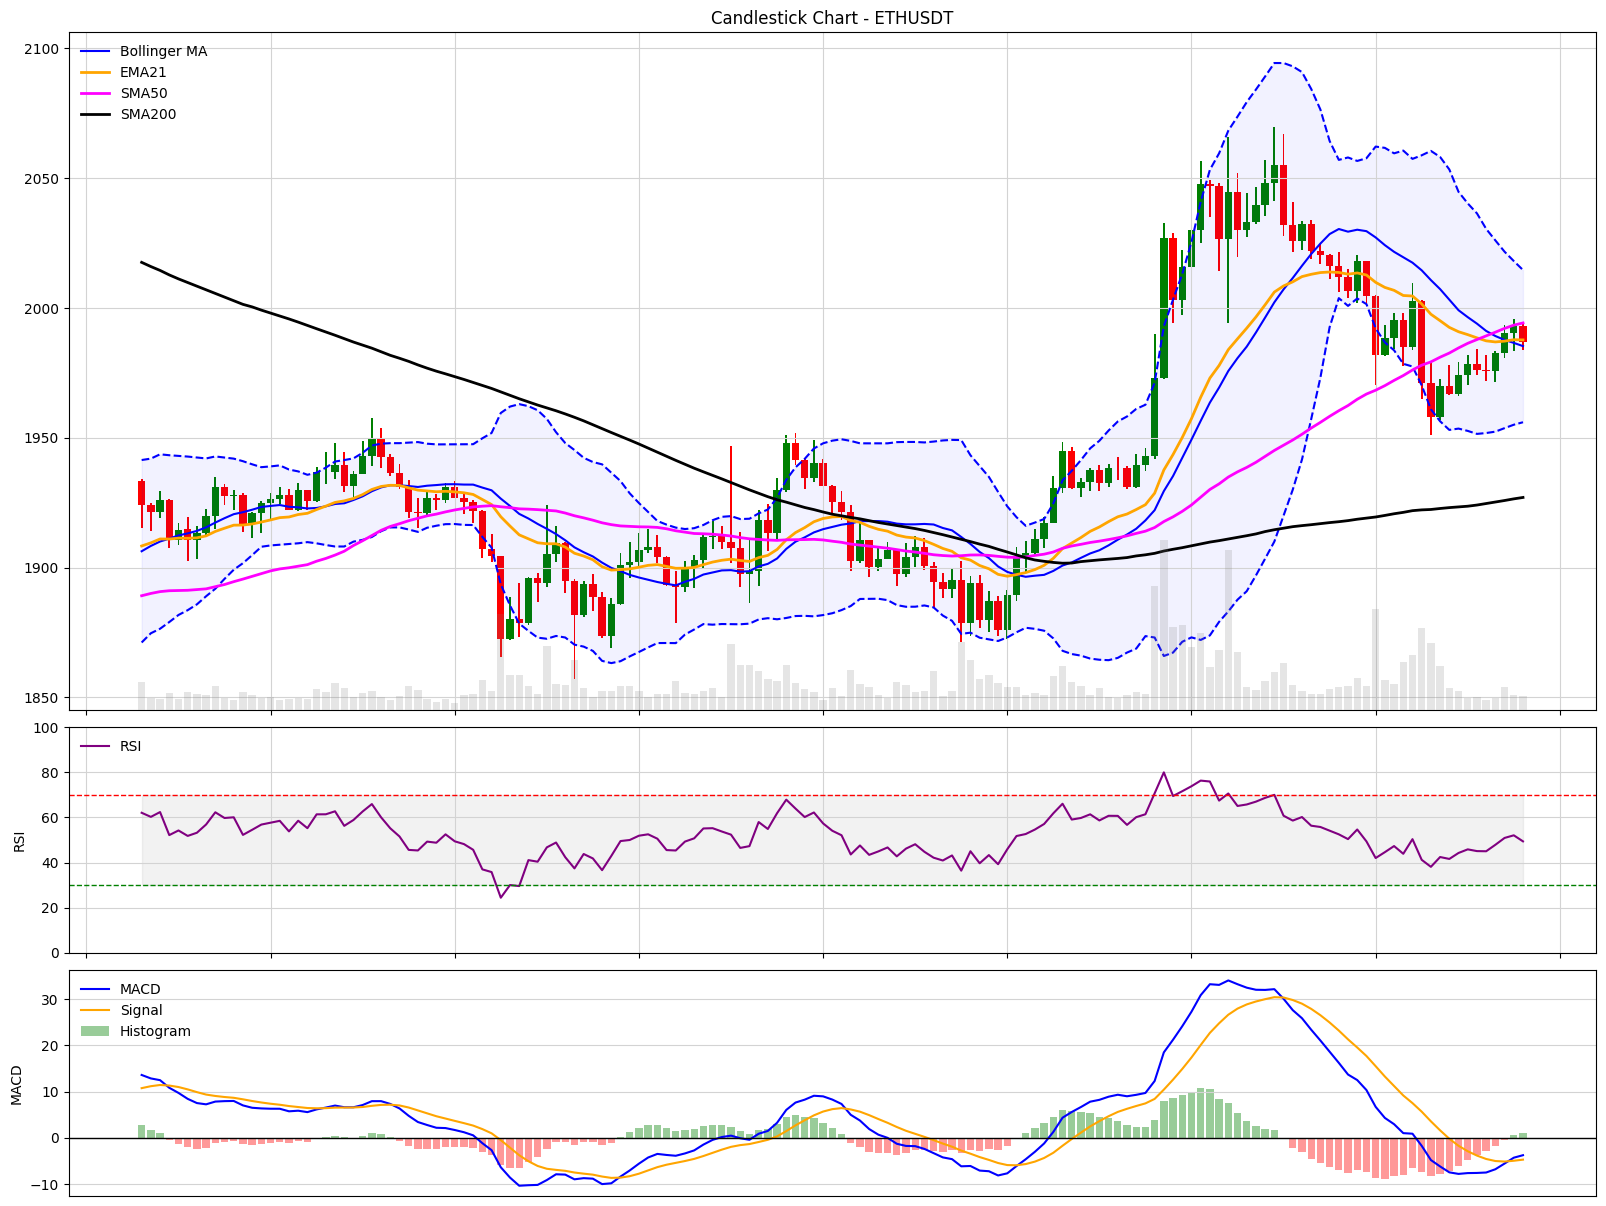 Candlestick Chart - ETHUSDT
Bollinger MA
EMA21
SMA50
SMA200
2100
2050
2000
1950
1900
1850
RSI
100
80
60
40
20
0
RSI
MACD
Signal
Histogram
30
20
10
0
−10
MACD